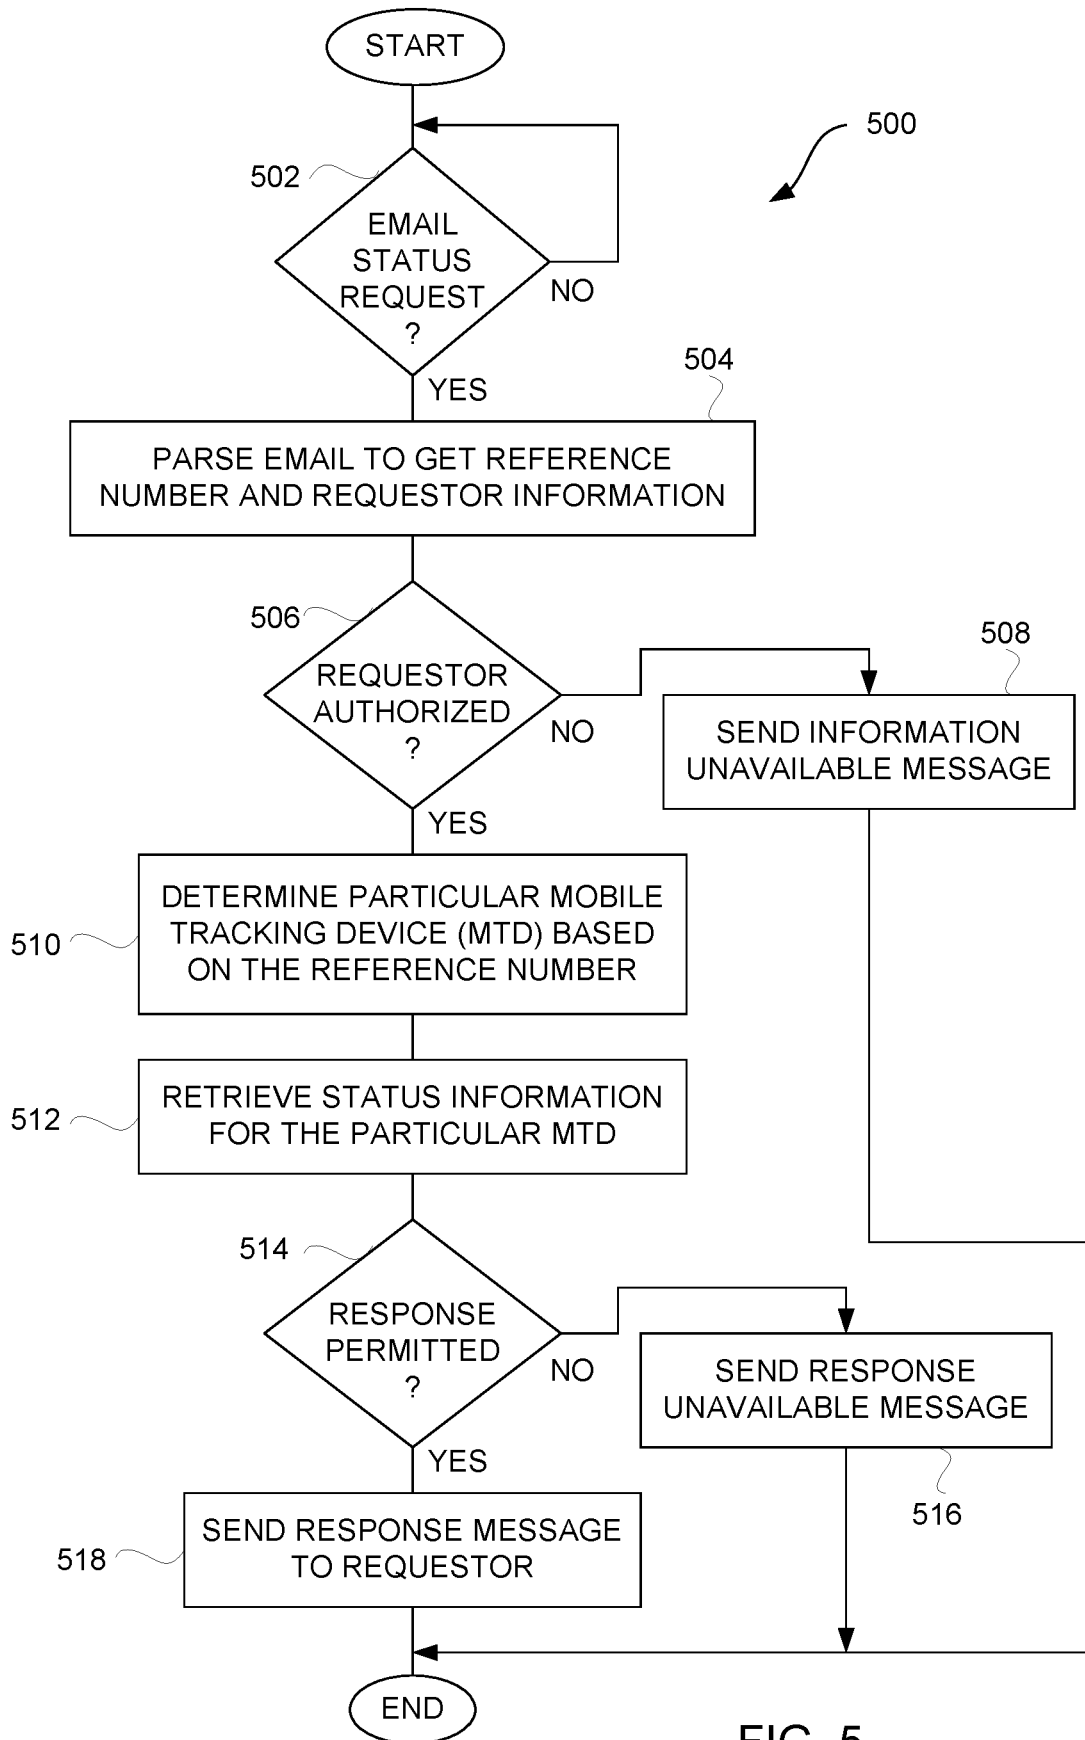 START
500
502
EMAIL
STATUS
REQUEST
?
NO
YES
504
PARSE EMAIL TO GET REFERENCE
NUMBER AND REQUESTOR INFORMATION
506
REQUESTOR
AUTHORIZED
?
NO
YES
508
SEND INFORMATION
UNAVAILABLE MESSAGE
510
DETERMINE PARTICULAR MOBILE
TRACKING DEVICE (MTD) BASED
ON THE REFERENCE NUMBER
512
RETRIEVE STATUS INFORMATION
FOR THE PARTICULAR MTD
514
RESPONSE
PERMITTED
?
NO
YES
SEND RESPONSE
UNAVAILABLE MESSAGE
516
518
SEND RESPONSE MESSAGE
TO REQUESTOR
END
FIG. 5